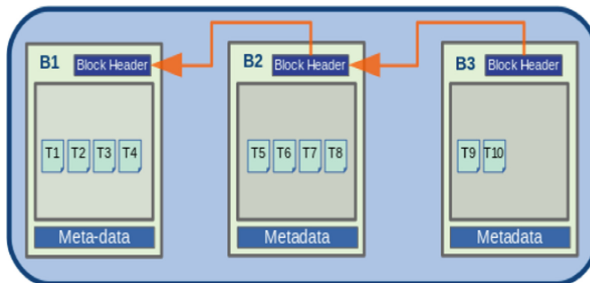 B1 Block Header
T1 T2 T3 T4
Meta-data
B2 Block Header
T5 T6 T7 T8
Metadata
B3 Block Header
T9 T10
Metadata